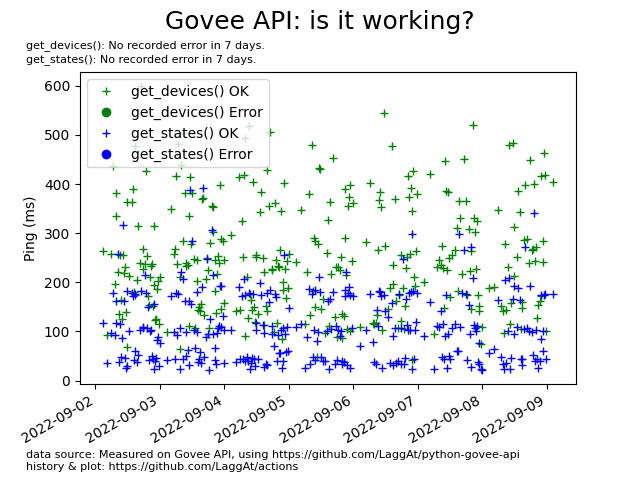 Govee API: is it working?
get_devices(): No recorded error in 7 days.
get_states(): No recorded error in 7 days.
get_devices() OK
get_devices() Error
get_states() OK
get_states() Error
Ping (ms)
600
500
400
300
200
100
0
2022-09-02
2022-09-03
2022-09-04
2022-09-05
2022-09-06
2022-09-07
2022-09-08
2022-09-09
data source: Measured on Govee API, using https://github.com/LaggAt/python-govee-api
history & plot: https://github.com/LaggAt/actions